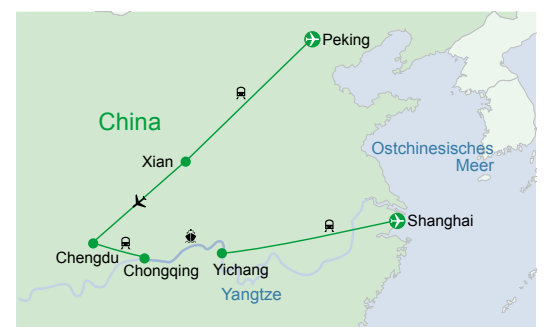 Peking
China
Ostchinesisches
Meer
Xian
Shanghai
Chengdu
Chongqing
Yichang
Yangtze